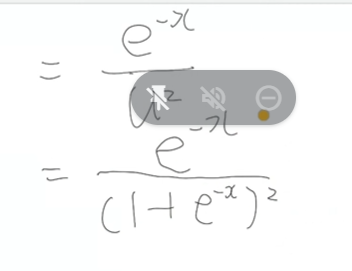 = e^{-x} / u²
= e^{-x} / (1+e^{-x})²